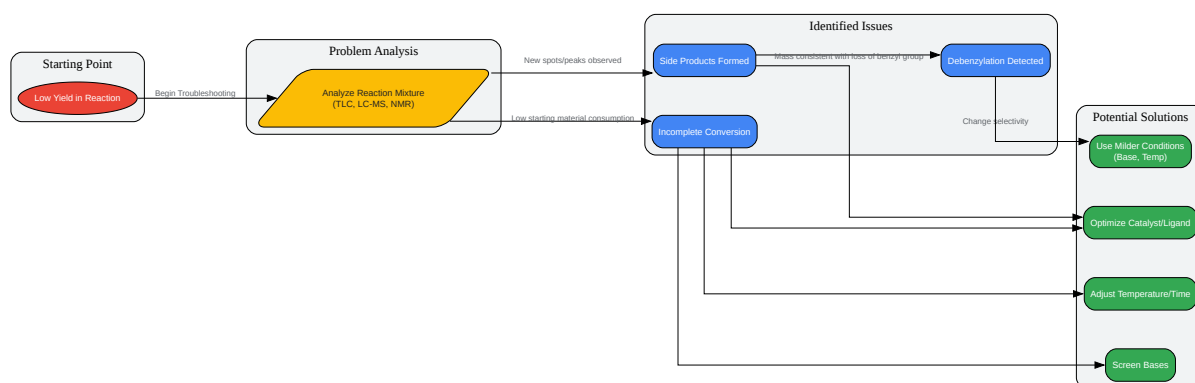 Starting Point
Low Yield in Reaction
Begin Troubleshooting
Problem Analysis
Analyze Reaction Mixture
(TLC, LC-MS, NMR)
New spots/peaks observed
Low starting material consumption
Identified Issues
Side Products Formed
Mass consistent with loss of benzyl group
Debenzylation Detected
Incomplete Conversion
Change selectivity
Potential Solutions
Use Milder Conditions
(Base, Temp)
Optimize Catalyst/Ligand
Adjust Temperature/Time
Screen Bases